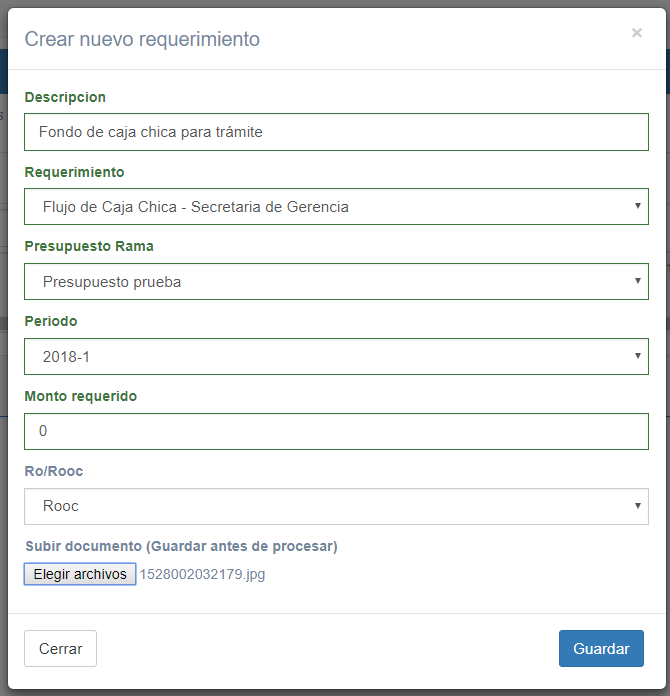 Crear nuevo requerimiento ×
Descripcion
Fondo de caja chica para trámite
Requerimiento
Flujo de Caja Chica - Secretaria de Gerencia
Presupuesto Rama
Presupuesto prueba
Periodo
2018-1
Monto requerido
0
Ro/Rooc
Rooc
Subir documento (Guardar antes de procesar)
Elegir archivos 1528002032179.jpg
Cerrar Guardar